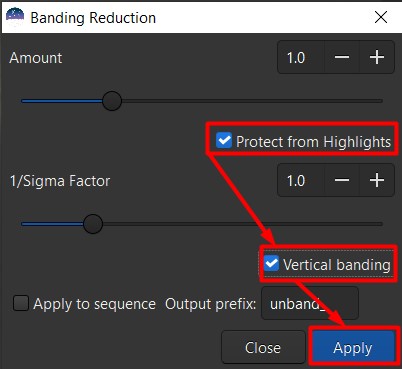 Banding Reduction
Amount 1.0
Protect from Highlights
1/Sigma Factor 1.0
Vertical banding
Apply to sequence Output prefix: unband_
Close Apply